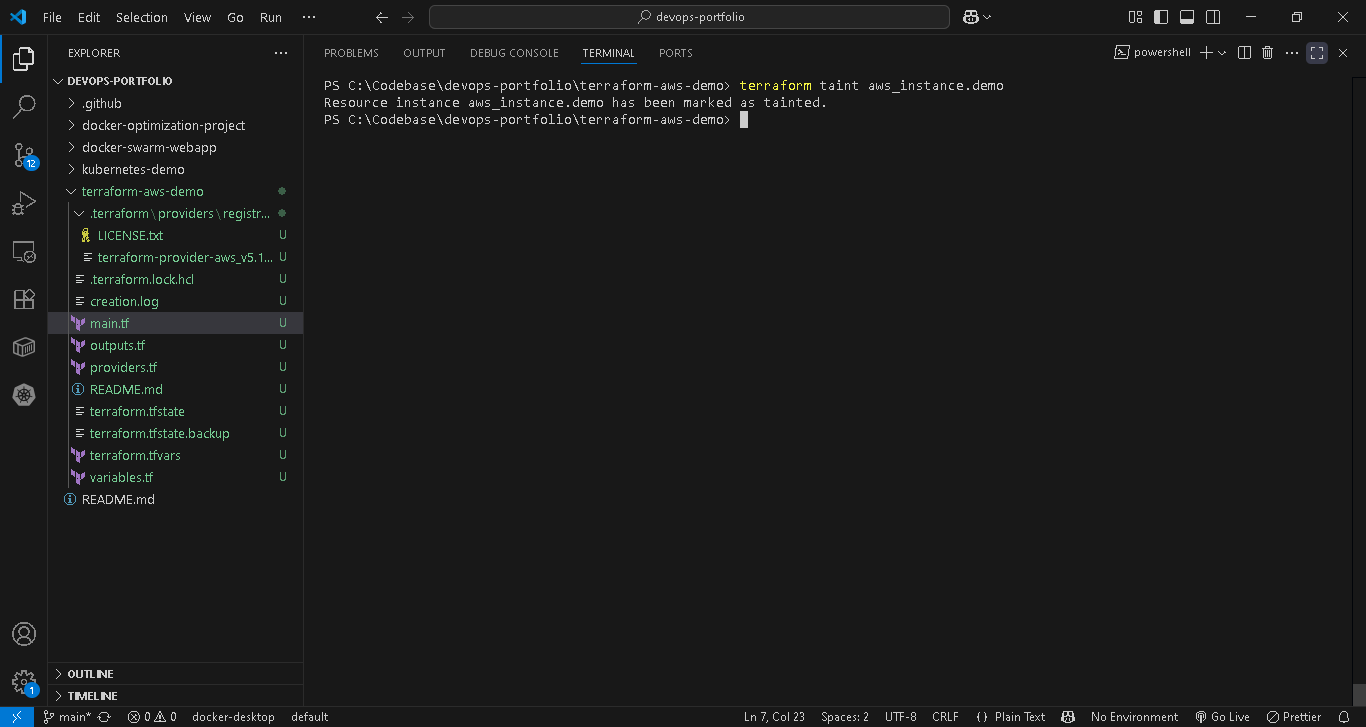 File Edit Selection View Go Run ··· devops-portfolio
EXPLORER ···
DEVOPS-PORTFOLIO
.github
docker-optimization-project
docker-swarm-webapp
kubernetes-demo
terraform-aws-demo
.terraform\providers\registr...
LICENSE.txt U
terraform-provider-aws_v5.1... U
.terraform.lock.hcl U
creation.log U
main.tf U
outputs.tf U
providers.tf U
README.md U
terraform.tfstate U
terraform.tfstate.backup U
terraform.tfvars U
variables.tf U
README.md
OUTLINE
TIMELINE
12
1
PROBLEMS OUTPUT DEBUG CONSOLE TERMINAL PORTS powershell
PS C:\Codebase\devops-portfolio\terraform-aws-demo> terraform taint aws_instance.demo
Resource instance aws_instance.demo has been marked as tainted.
PS C:\Codebase\devops-portfolio\terraform-aws-demo>
main* 0 0 docker-desktop default Ln 7, Col 23 Spaces: 2 UTF-8 CRLF {} Plain Text No Environment Go Live Prettier